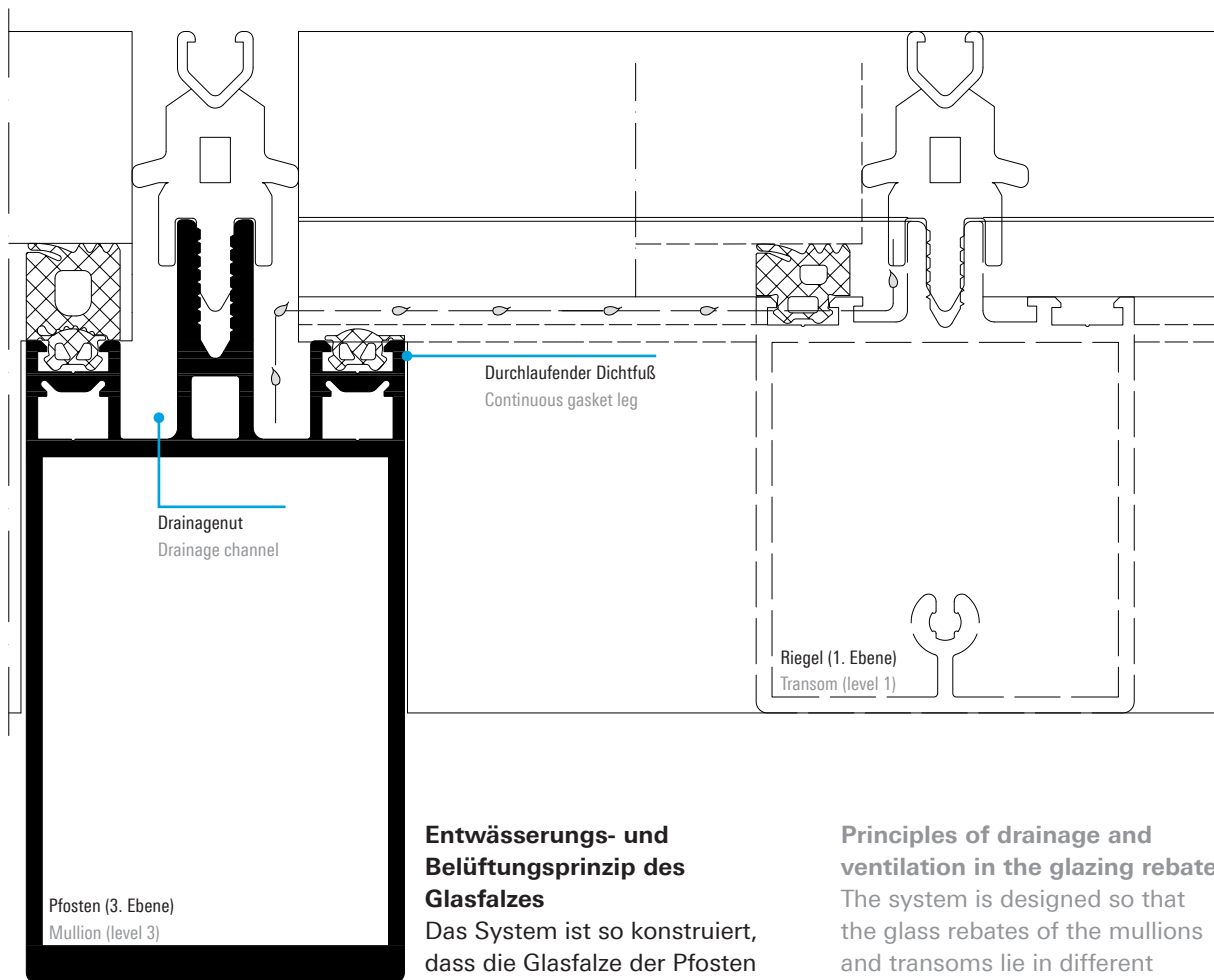 Durchlaufender Dichtfuß
Continuous gasket leg
Drainagenut
Drainage channel
Riegel (1. Ebene)
Transom (level 1)
Pfosten (3. Ebene)
Mullion (level 3)
Entwässerungs- und
Belüftungsprinzip des
Glasfalzes
Das System ist so konstruiert,
dass die Glasfalze der Pfosten
Principles of drainage and
ventilation in the glazing rebate
The system is designed so that
the glass rebates of the mullions
and transoms lie in different